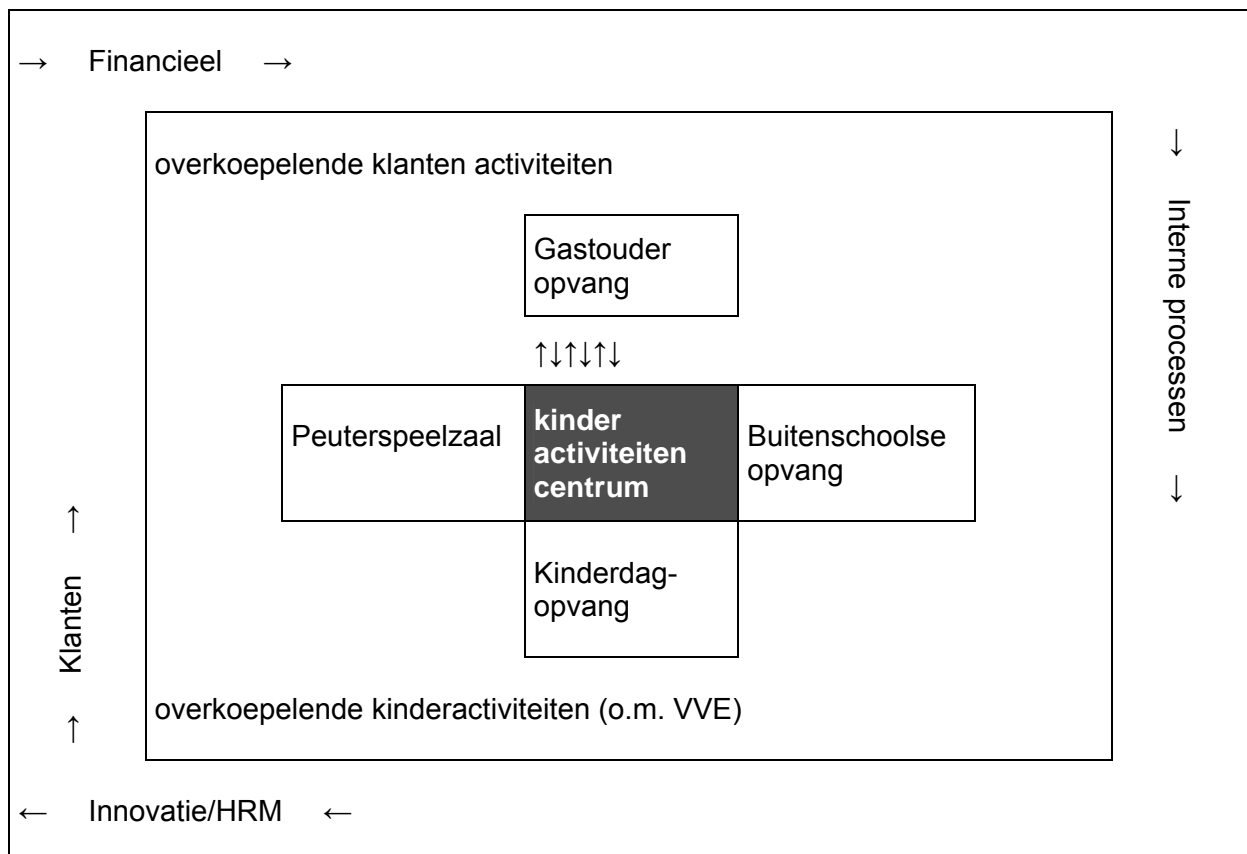 → Financieel →
overkoepelende klanten activiteiten
Gastouder
opvang
↑↓↑↓↑↓
Peuterspeelzaal
kinder
activiteiten
centrum
Buitenschoolse
opvang
Kinderdag-
opvang
overkoepelende kinderactiviteiten (o.m. VVE)
↓ Interne processen ↓
← Innovatie/HRM ←
↑ Klanten ↑